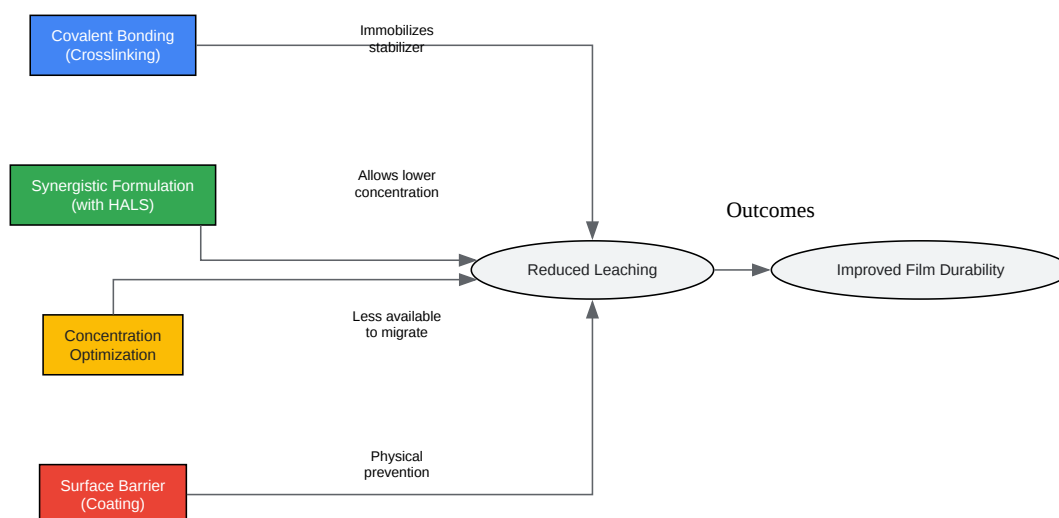 Covalent Bonding
(Crosslinking)
Immobilizes
stabilizer
Synergistic Formulation
(with HALS)
Allows lower
concentration
Outcomes
Reduced Leaching
Improved Film Durability
Concentration
Optimization
Less available
to migrate
Surface Barrier
(Coating)
Physical
prevention